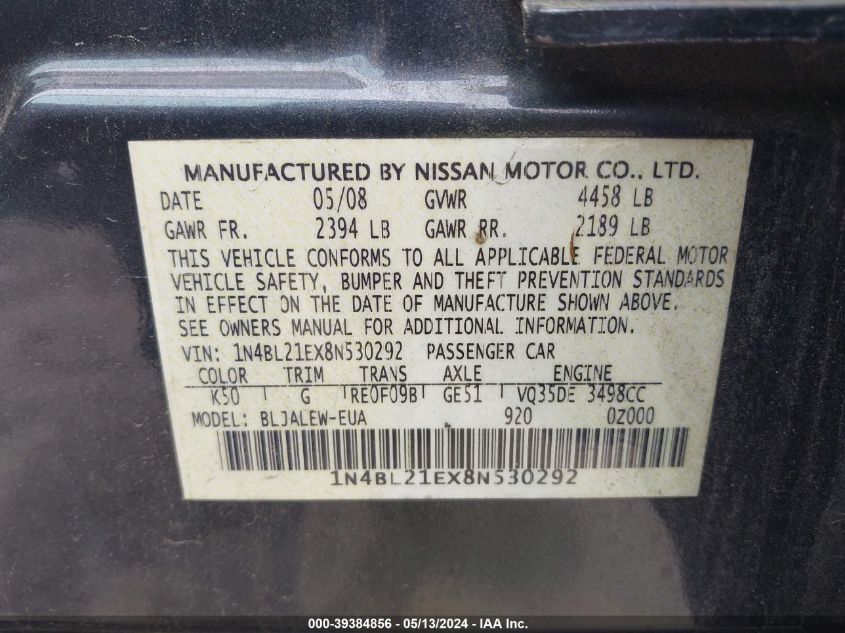 MANUFACTURED BY NISSAN MOTOR CO., LTD.
DATE 05/08 GVWR 4458 LB
GAWR FR. 2394 LB GAWR RR. 2189 LB
THIS VEHICLE CONFORMS TO ALL APPLICABLE FEDERAL MOTOR
VEHICLE SAFETY, BUMPER AND THEFT PREVENTION STANDARDS
IN EFFECT ON THE DATE OF MANUFACTURE SHOWN ABOVE.
SEE OWNERS MANUAL FOR ADDITIONAL INFORMATION.
VIN: 1N4BL21EX8N530292 PASSENGER CAR
COLOR TRIM TRANS AXLE ENGINE
K50 G RE0F09B GE51 VQ35DE 3498CC
MODEL: BLJALEW-EUA 920 0Z000
1N4BL21EX8N530292
000-39384856 - 05/13/2024 - IAA Inc.